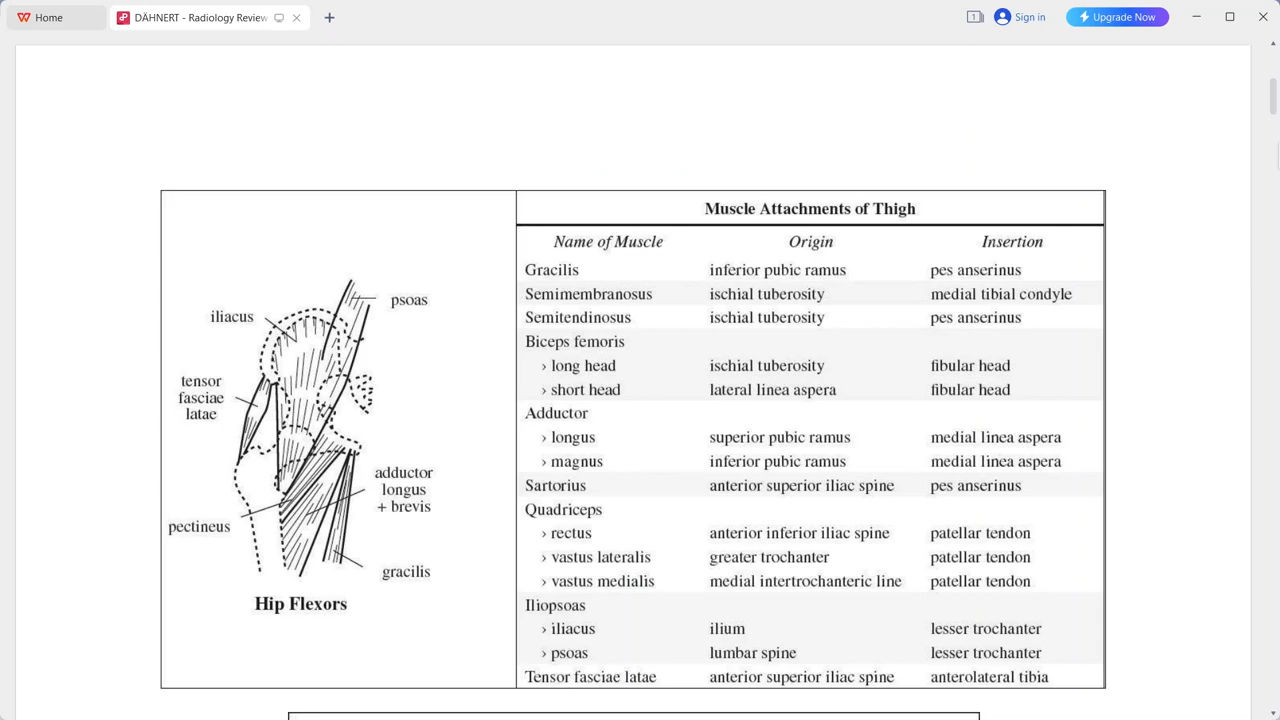 Home
DÄHNERT - Radiology Review
1
Sign in
Upgrade Now
psoas
iliacus
tensor
fasciae
latae
adductor
longus
+ brevis
pectineus
gracilis
Hip Flexors
Muscle Attachments of Thigh
Name of Muscle Origin Insertion
Gracilis inferior pubic ramus pes anserinus
Semimembranosus ischial tuberosity medial tibial condyle
Semitendinosus ischial tuberosity pes anserinus
Biceps femoris
› long head ischial tuberosity fibular head
› short head lateral linea aspera fibular head
Adductor
› longus superior pubic ramus medial linea aspera
› magnus inferior pubic ramus medial linea aspera
Sartorius anterior superior iliac spine pes anserinus
Quadriceps
› rectus anterior inferior iliac spine patellar tendon
› vastus lateralis greater trochanter patellar tendon
› vastus medialis medial intertrochanteric line patellar tendon
Iliopsoas
› iliacus ilium lesser trochanter
› psoas lumbar spine lesser trochanter
Tensor fasciae latae anterior superior iliac spine anterolateral tibia